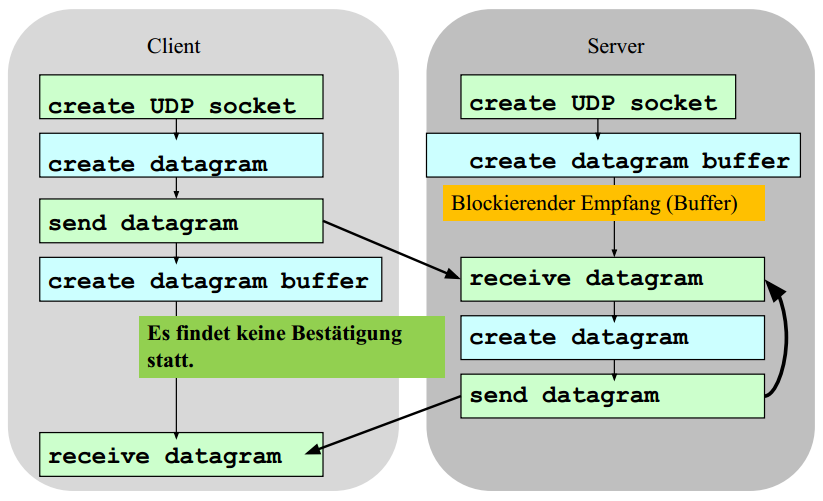 Client
create UDP socket
create datagram
send datagram
create datagram buffer
Es findet keine Bestätigung
statt.
receive datagram
Server
create UDP socket
create datagram buffer
Blockierender Empfang (Buffer)
receive datagram
create datagram
send datagram